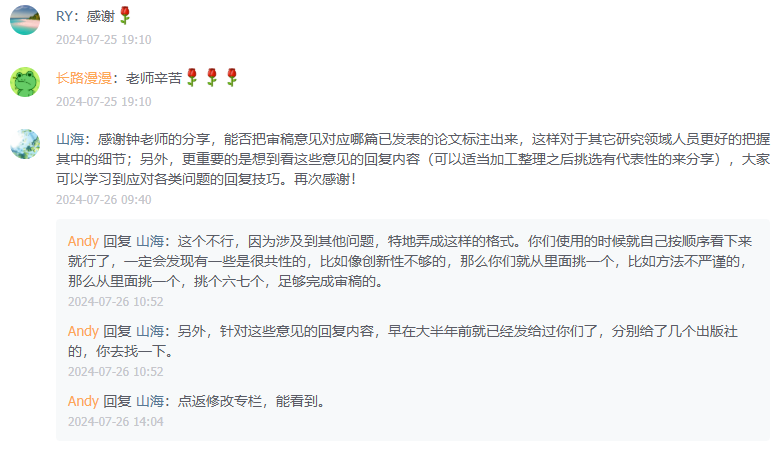 RY：感谢🌹
2024-07-25 19:10
长路漫漫：老师辛苦🌹🌹🌹
2024-07-25 19:10
山海：感谢钟老师的分享，能否把审稿意见对应哪篇已发表的论文标注出来，这样对于其它研究领域人员更好的把握
其中的细节；另外，更重要的是想到看这些意见的回复内容（可以适当加工整理之后挑选有代表性的来分享），大家
可以学习到应对各类问题的回复技巧。再次感谢！
2024-07-26 09:40
Andy 回复 山海：这个不行，因为涉及到其他问题，特地弄成这样的格式。你们使用的时候就自己按顺序看下来
就行了，一定会发现有一些是很共性的，比如像创新性不够的，那么你们就从里面挑一个，比如方法不严谨的，
那么从里面挑一个，挑个六七个，足够完成审稿的。
2024-07-26 10:52
Andy 回复 山海：另外，针对这些意见的回复内容，早在大半年前就已经发给过你们了，分别给了几个出版社
的，你去找一下。
2024-07-26 10:52
Andy 回复 山海：点返修改专栏，能看到。
2024-07-26 14:04